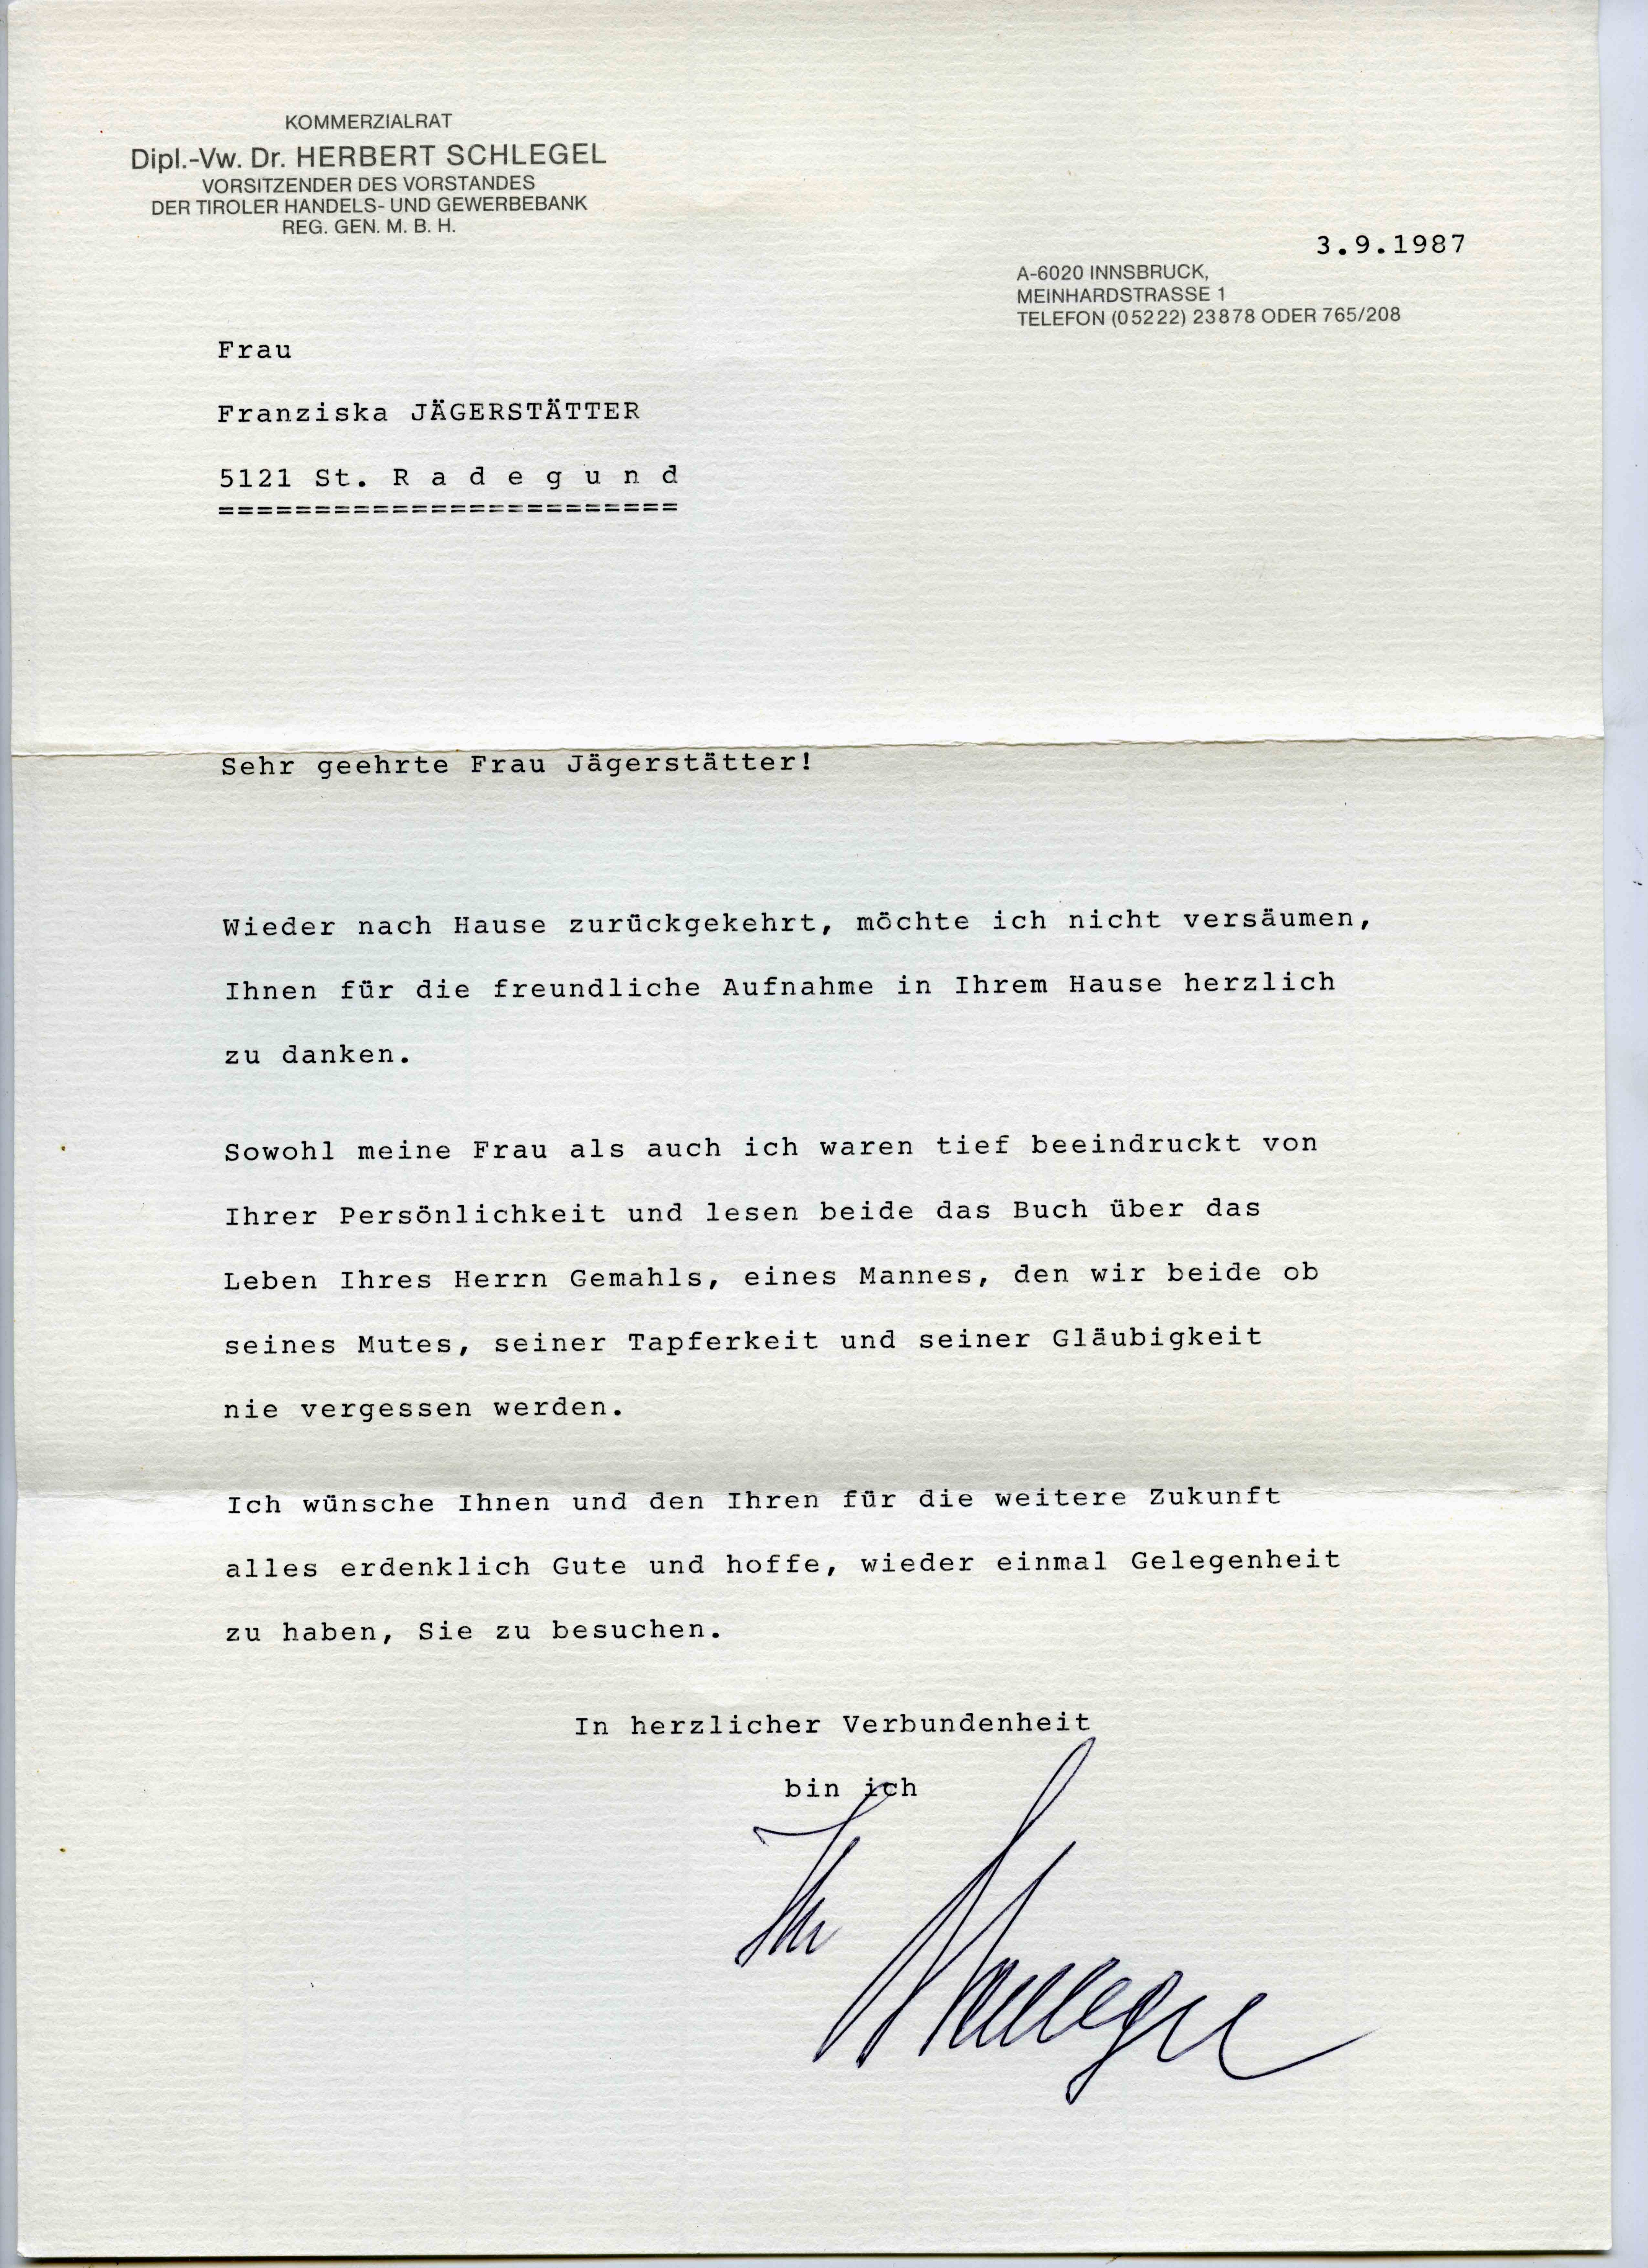 KOMMERZIALRAT
Dipl.-Vw. Dr. HERBERT SCHLEGEL
VORSITZENDER DES VORSTANDES
DER TIROLER HANDELS- UND GEWERBEBANK
REG. GEN. M. B. H.
3.9.1987
A-6020 INNSBRUCK,
MEINHARDSTRASSE 1
TELEFON (05222) 23878 ODER 765/208
Frau
Franziska JÄGERSTÄTTER
5121 St. R a d e g u n d
========================
Sehr geehrte Frau Jägerstätter!
Wieder nach Hause zurückgekehrt, möchte ich nicht versäumen,
Ihnen für die freundliche Aufnahme in Ihrem Hause herzlich
zu danken.
Sowohl meine Frau als auch ich waren tief beeindruckt von
Ihrer Persönlichkeit und lesen beide das Buch über das
Leben Ihres Herrn Gemahls, eines Mannes, den wir beide ob
seines Mutes, seiner Tapferkeit und seiner Gläubigkeit
nie vergessen werden.
Ich wünsche Ihnen und den Ihren für die weitere Zukunft
alles erdenklich Gute und hoffe, wieder einmal Gelegenheit
zu haben, Sie zu besuchen.
In herzlicher Verbundenheit
bin ich
Ihr Schlegel